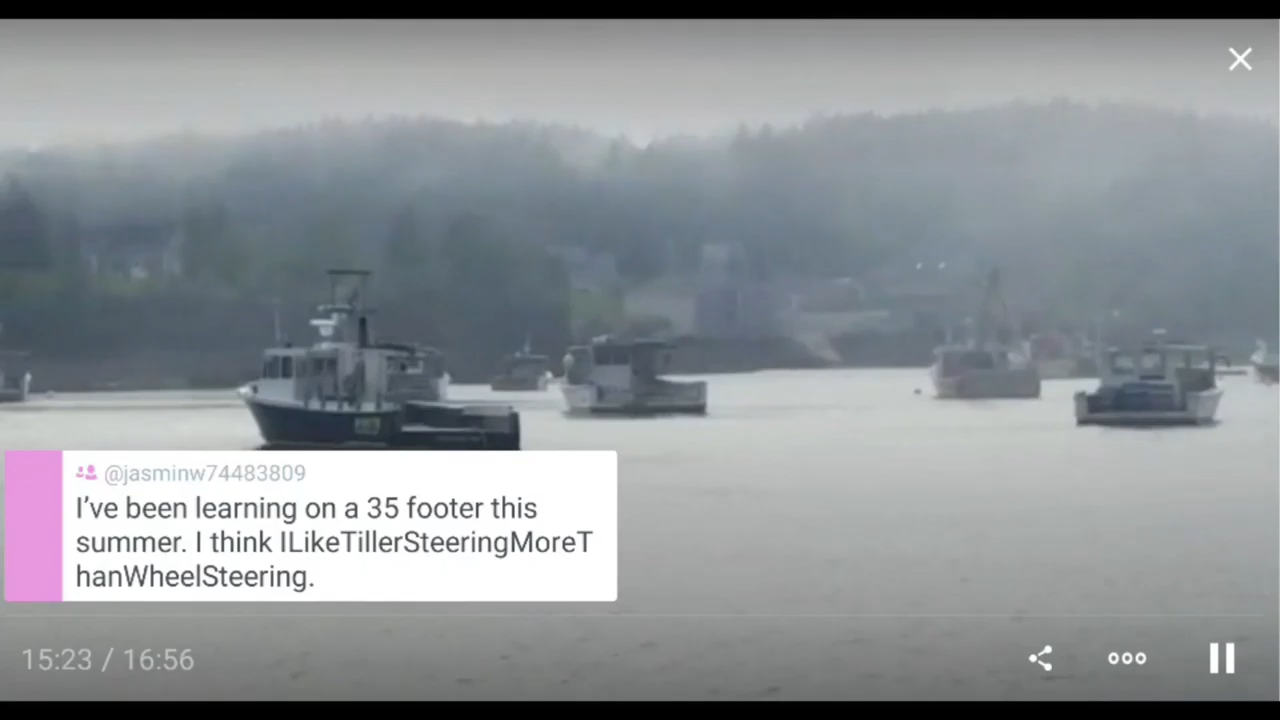 @jasminw74483809
I've been learning on a 35 footer this
summer. I think ILikeTillerSteeringMoreT
hanWheelSteering.
15:23 / 16:56